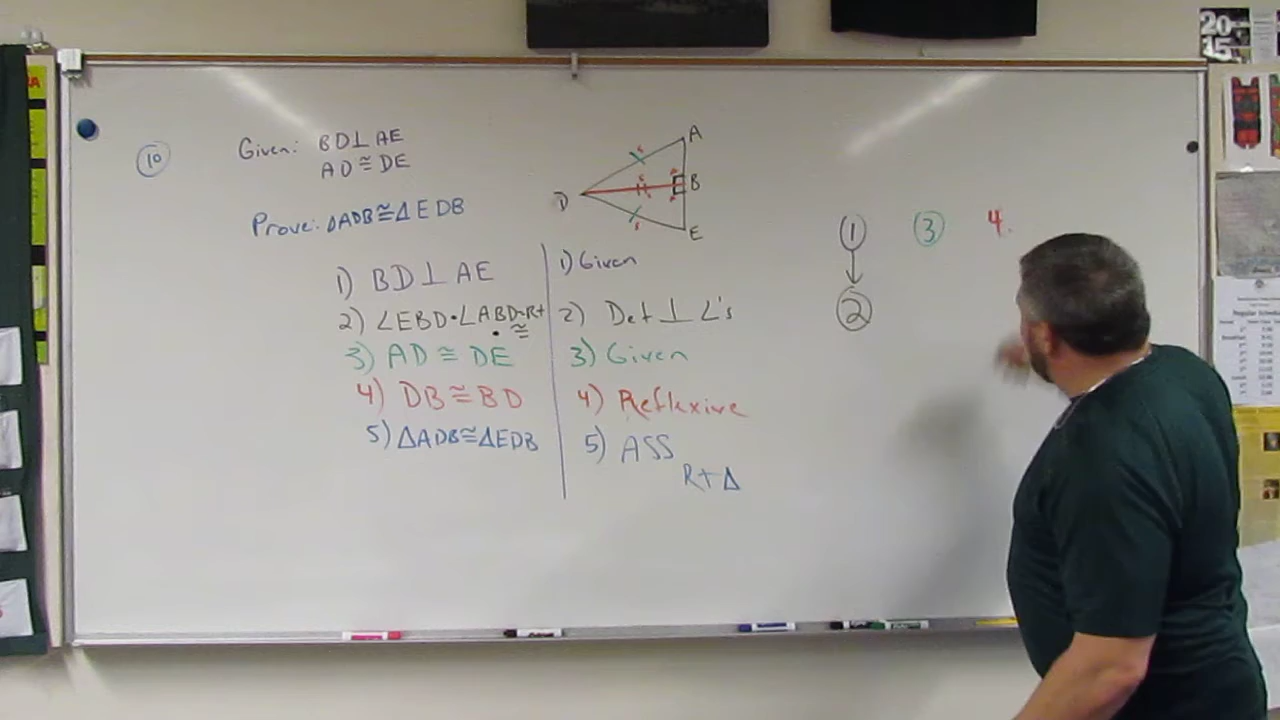 10
Given: BD⊥AE
AD≅DE
Prove: ΔADB≅ΔEDB
A
B
D
E
1) BD⊥AE
1) Given
2) ∠EBD·∠ABD-Rt ≅
2) Def ⊥ ∠'s
3) AD≅DE
3) Given
4) DB≅BD
4) Reflexive
5) ΔADB≅ΔEDB
5) ASS
Rt Δ
1
3
4.
2
20
15